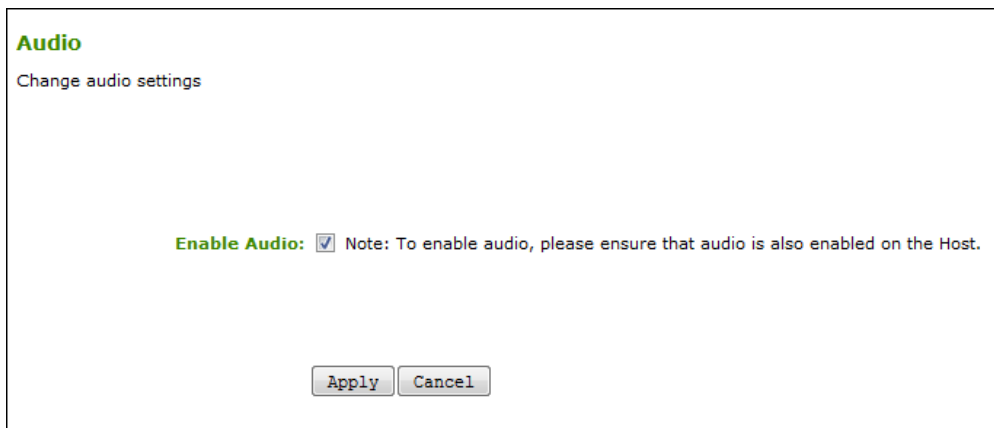 Audio
Change audio settings
Enable Audio: Note: To enable audio, please ensure that audio is also enabled on the Host.
Apply Cancel